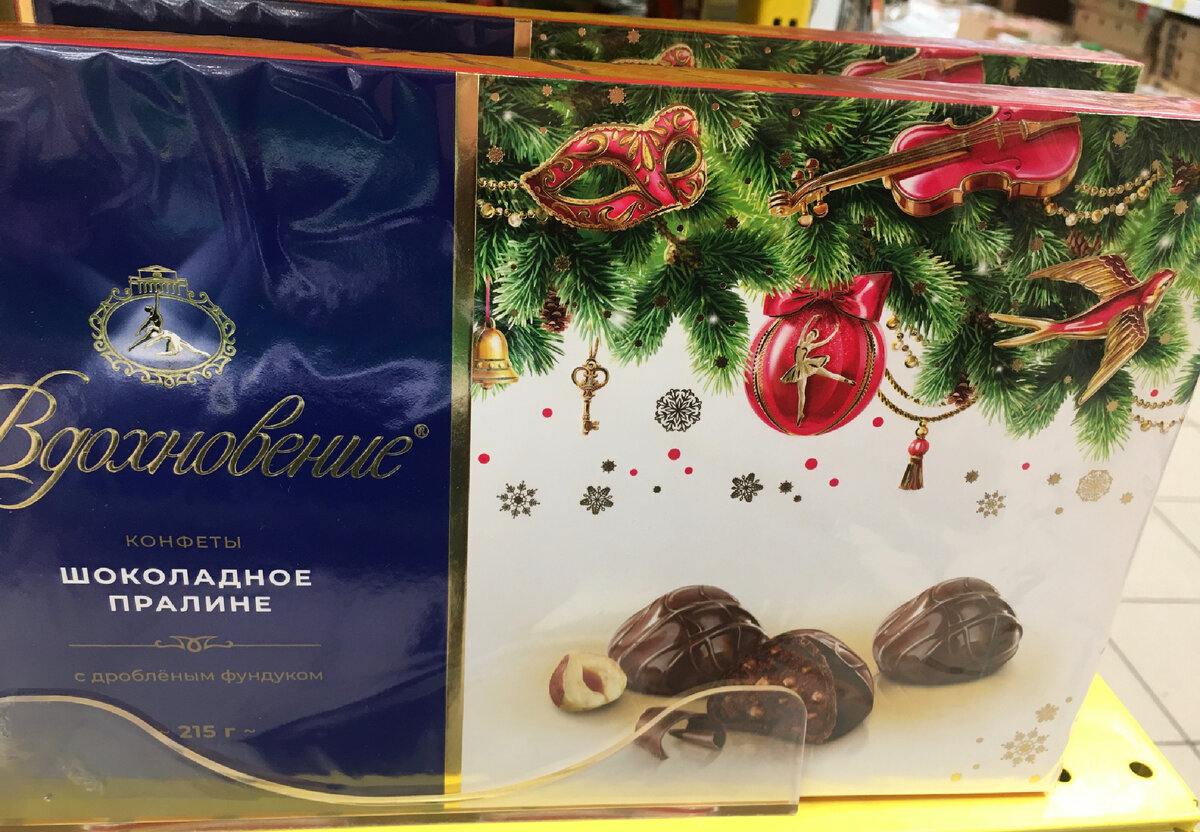 Вдохновение®
КОНФЕТЫ
ШОКОЛАДНОЕ
ПРАЛИНЕ
с дроблёным фундуком
~ 215 г ~